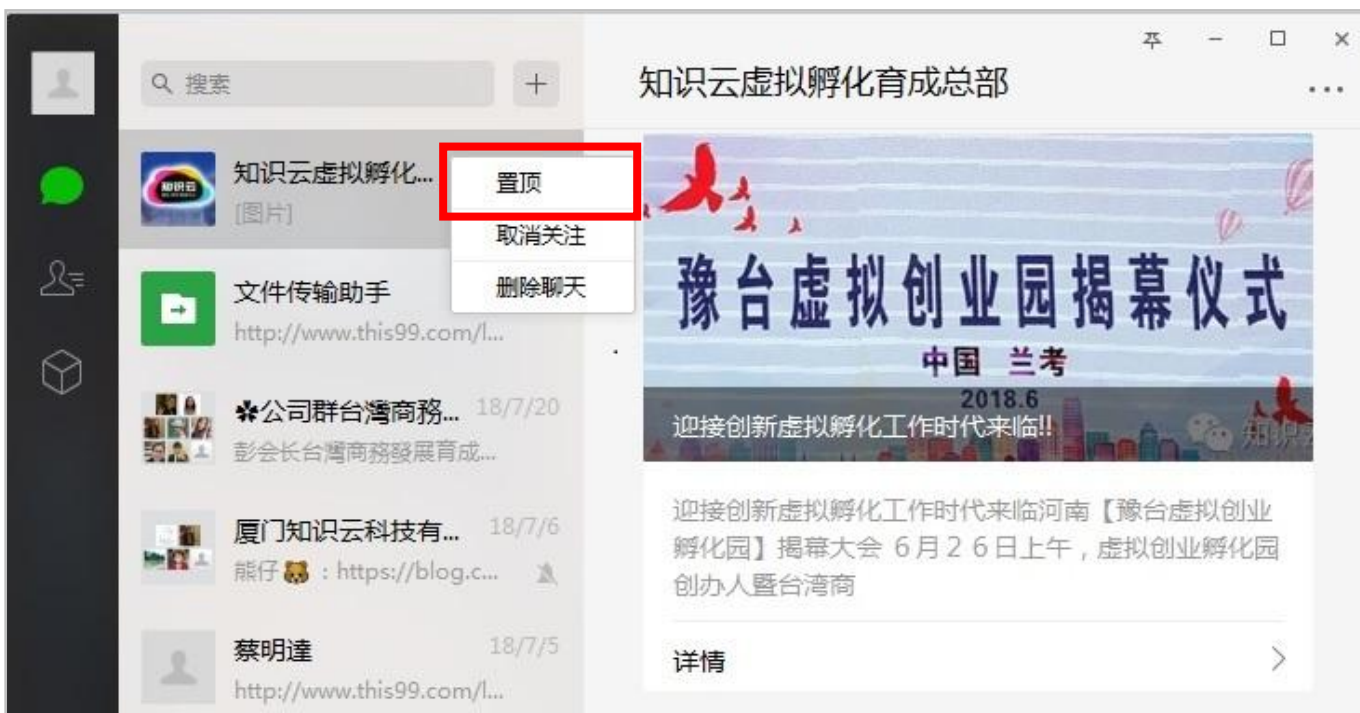 搜索
知识云虚拟孵化育成总部
知识云
知识云虚拟孵化...
[图片]
置顶
取消关注
删除聊天
文件传输助手
http://www.this99.com/l...
✽公司群台灣商務... 18/7/20
彭会长台灣商務發展育成...
厦门知识云科技有... 18/7/6
熊仔🐻 : https://blog.c...
蔡明達 18/7/5
http://www.this99.com/l...
豫台虚拟创业园揭幕仪式
中国 兰考
2018.6
迎接创新虚拟孵化工作时代来临!!
知识云
迎接创新虚拟孵化工作时代来临河南【豫台虚拟创业
孵化园】揭幕大会 ６月２６日上午，虚拟创业孵化园
创办人暨台湾商
详情